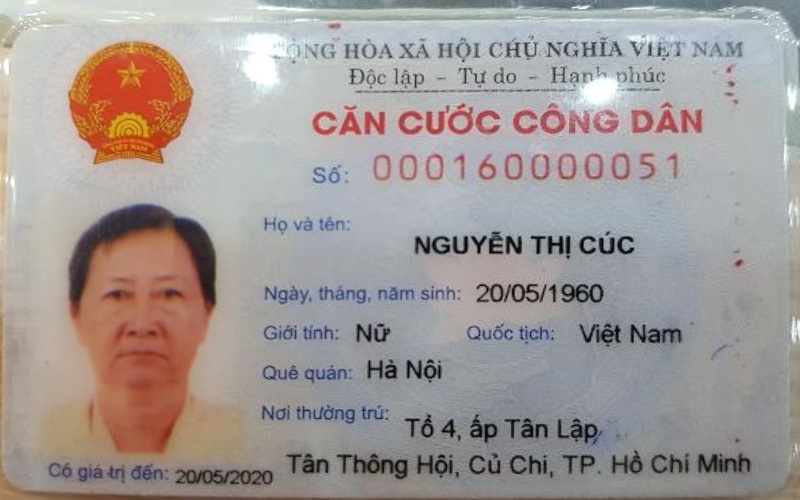 CỘNG HÒA XÃ HỘI CHỦ NGHĨA VIỆT NAM
Độc lập - Tự do - Hạnh phúc
CĂN CƯỚC CÔNG DÂN
Số: 000160000051
Họ và tên:
NGUYỄN THỊ CÚC
Ngày, tháng, năm sinh: 20/05/1960
Giới tính: Nữ Quốc tịch: Việt Nam
Quê quán: Hà Nội
Nơi thường trú: Tổ 4, ấp Tân Lập
Tân Thông Hội, Củ Chi, TP. Hồ Chí Minh
Có giá trị đến: 20/05/2020
VIỆT NAM